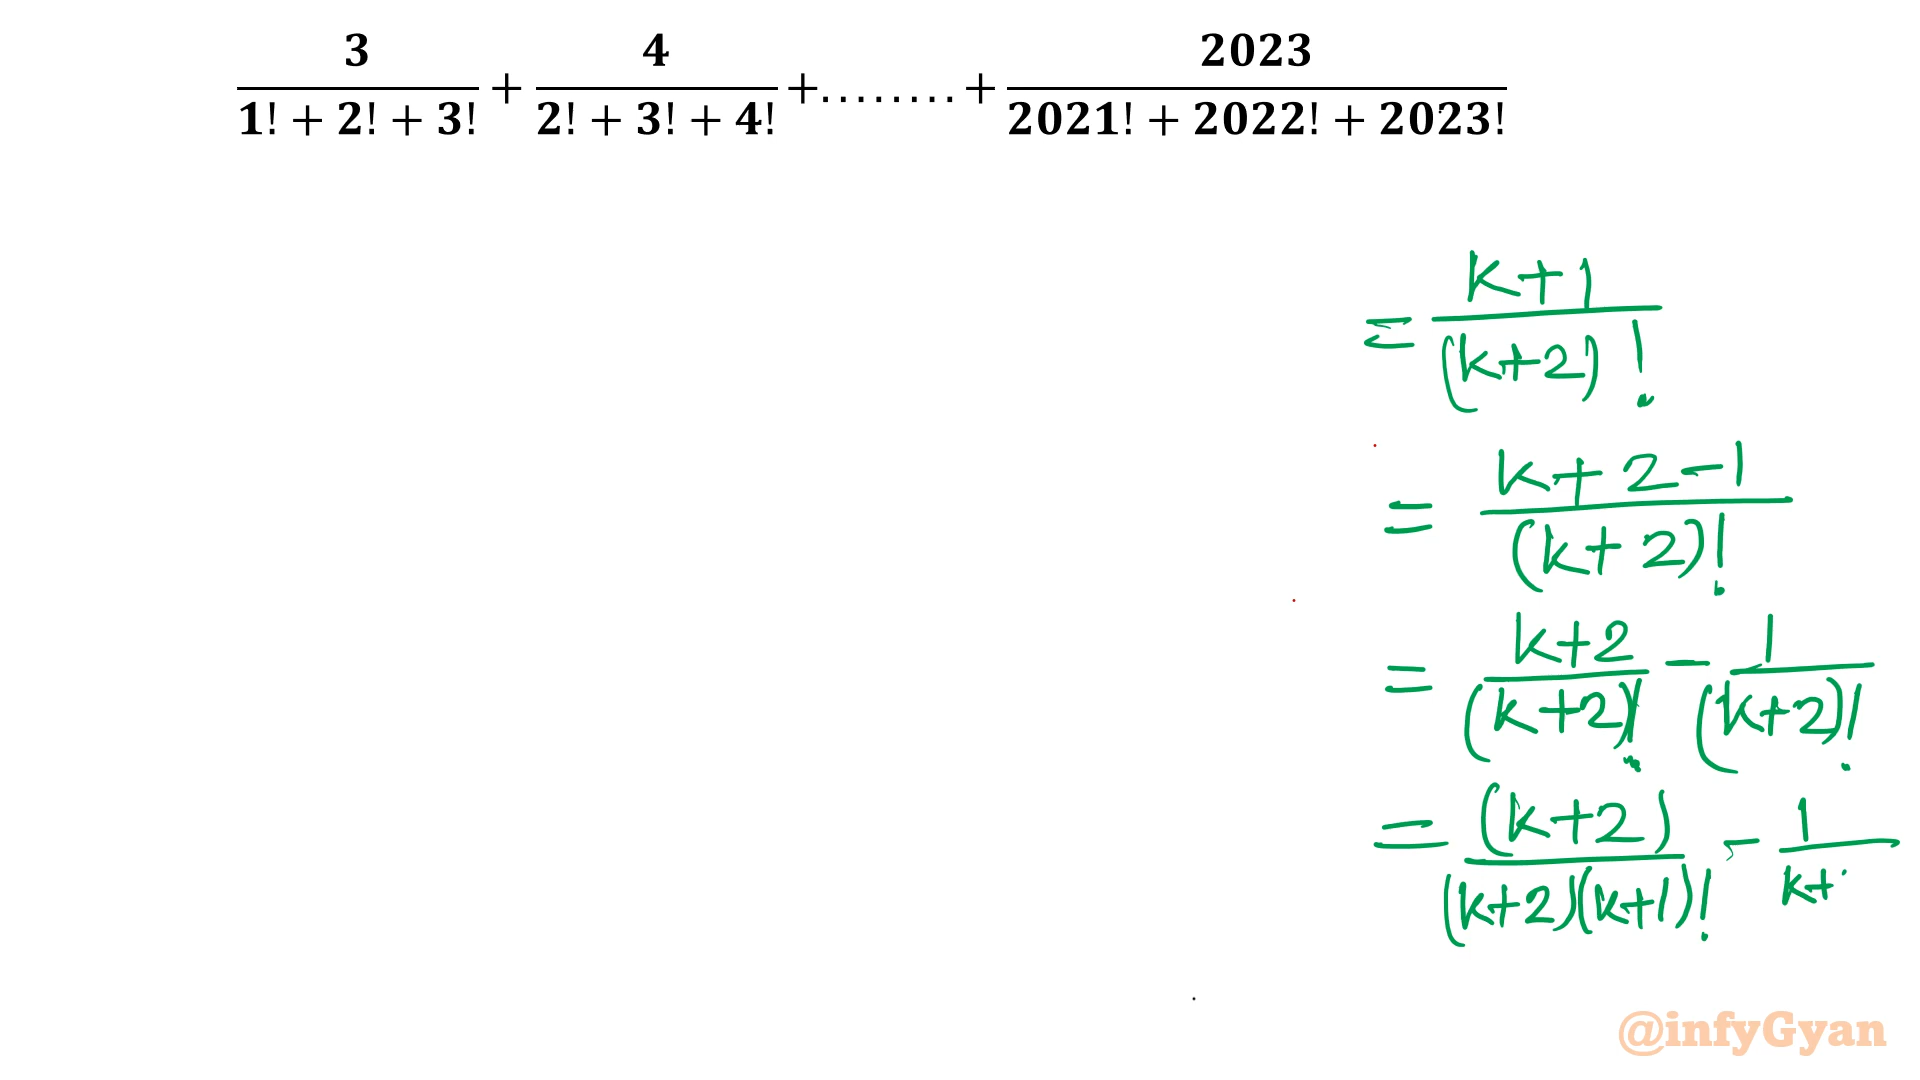 3/(1! + 2! + 3!) + 4/(2! + 3! + 4!) +........+ 2023/(2021! + 2022! + 2023!)
= (k+1)/(k+2)!
= (k+2-1)/(k+2)!
= (k+2)/(k+2)! - 1/(k+2)!
= (k+2)/((k+2)(k+1)!) - 1/(k+
@infyGyan